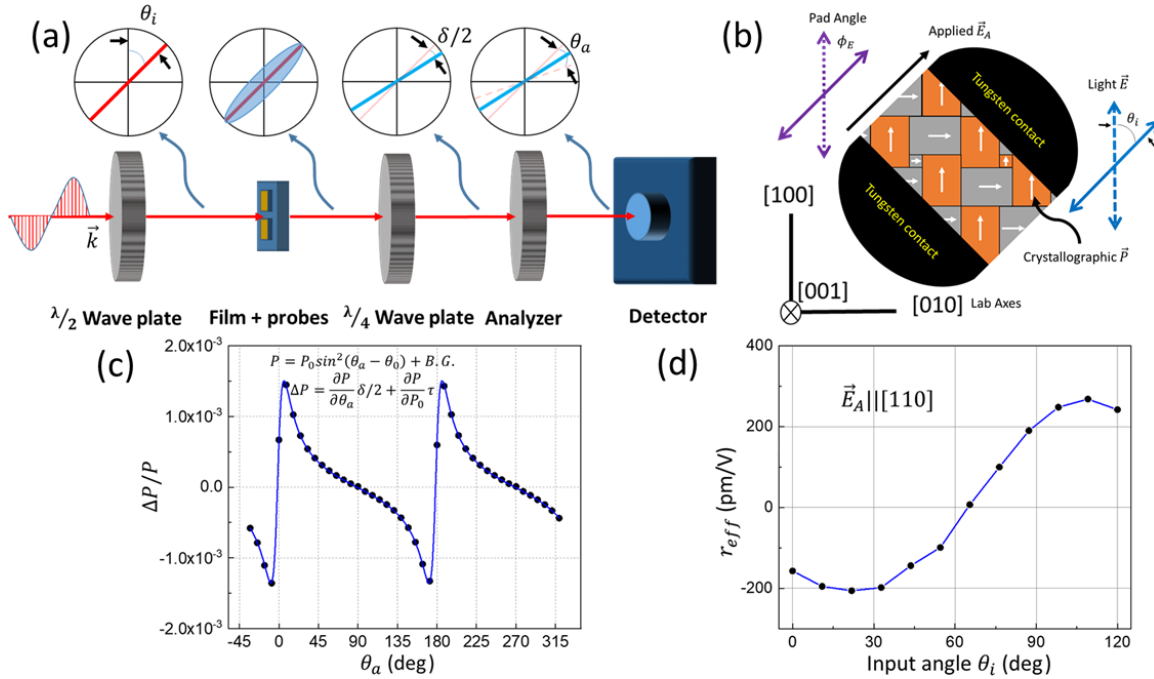 (a)
θi
δ/2
θa
k⃗
λ/2 Wave plate
Film + probes
λ/4 Wave plate
Analyzer
Detector
(b)
Pad Angle
ϕE
Applied E⃗A
Tungsten contact
Tungsten contact
Light E⃗
θi
Crystallographic P⃗
[100]
[001]
[010]
Lab Axes
(c)
P = P0sin²(θa − θ0) + B.G.
ΔP = ∂P/∂θa δ/2 + ∂P/∂P0 τ
ΔP/P
2.0x10⁻³
1.0x10⁻³
0.0
-1.0x10⁻³
-2.0x10⁻³
-45 0 45 90 135 180 225 270 315
θa (deg)
(d)
E⃗A||[110]
reff (pm/V)
400
200
0
-200
0 30 60 90 120
Input angle θi (deg)